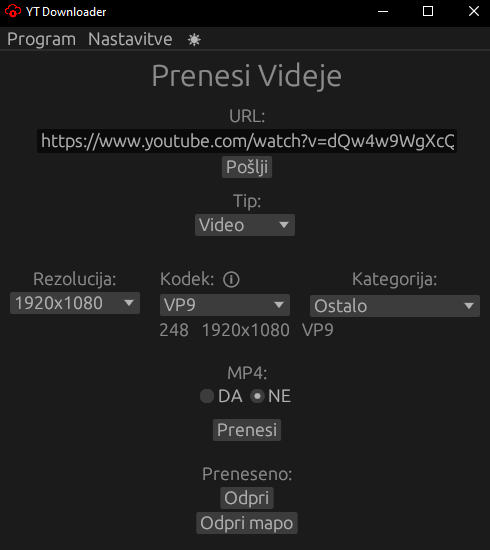 YT Downloader
Program Nastavitve
Prenesi Videje
URL:
https://www.youtube.com/watch?v=dQw4w9WgXcQ
Pošlji
Tip:
Video
Rezolucija: Kodek: Kategorija:
1920x1080 VP9 Ostalo
248 1920x1080 VP9
MP4:
DA NE
Prenesi
Preneseno:
Odpri
Odpri mapo